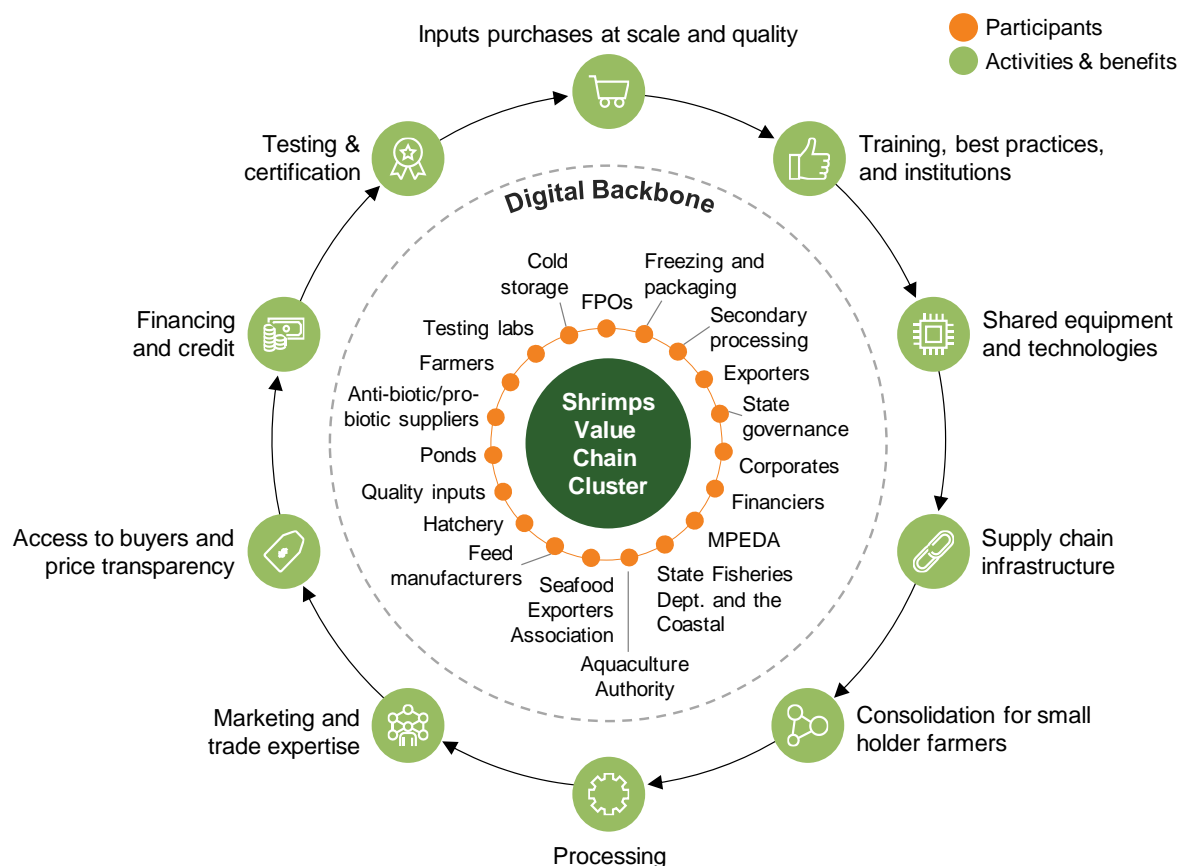 Inputs purchases at scale and quality
Participants
Activities & benefits
Testing &
certification
Training, best practices,
and institutions
Digital Backbone
Cold
storage
FPOs
Freezing and
packaging
Financing
and credit
Testing labs
Secondary
processing
Shared equipment
and technologies
Farmers
Exporters
Anti-biotic/pro-
biotic suppliers
Shrimps
Value
Chain
Cluster
State
governance
Ponds
Corporates
Quality inputs
Financiers
Hatchery
MPEDA
Access to buyers and
price transparency
Feed
manufacturers
Seafood
Exporters
Association
State Fisheries
Dept. and the
Coastal
Supply chain
infrastructure
Aquaculture
Authority
Marketing and
trade expertise
Consolidation for small
holder farmers
Processing